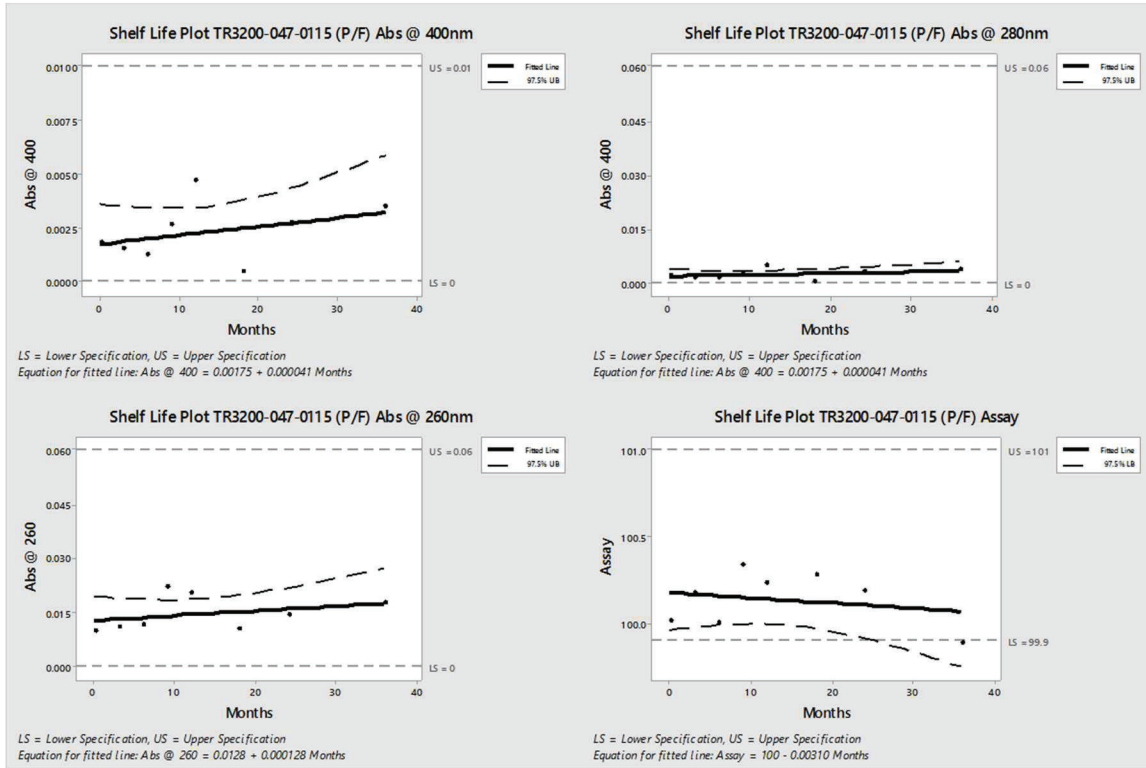 Shelf Life Plot TR3200-047-0115 (P/F) Abs @ 400nm
0.0100
0.0075
0.0050
0.0025
0.0000
Abs @ 400
US = 0.01
LS = 0
Fitted Line
97.5% UB
0
10
20
30
40
Months
LS = Lower Specification, US = Upper Specification
Equation for fitted line: Abs @ 400 = 0.00175 + 0.000041 Months
Shelf Life Plot TR3200-047-0115 (P/F) Abs @ 280nm
0.060
0.045
0.030
0.015
0.000
Abs @ 400
US = 0.06
LS = 0
Fitted Line
97.5% UB
0
10
20
30
40
Months
LS = Lower Specification, US = Upper Specification
Equation for fitted line: Abs @ 400 = 0.00175 + 0.000041 Months
Shelf Life Plot TR3200-047-0115 (P/F) Abs @ 260nm
0.060
0.045
0.030
0.015
0.000
Abs @ 260
US = 0.06
LS = 0
Fitted Line
97.5% UB
0
10
20
30
40
Months
LS = Lower Specification, US = Upper Specification
Equation for fitted line: Abs @ 260 = 0.0128 + 0.000128 Months
Shelf Life Plot TR3200-047-0115 (P/F) Assay
101.0
100.5
100.0
Assay
US =101
LS = 99.9
Fitted Line
97.5% LB
0
10
20
30
40
Months
LS = Lower Specification, US = Upper Specification
Equation for fitted line: Assay = 100 - 0.00310 Months